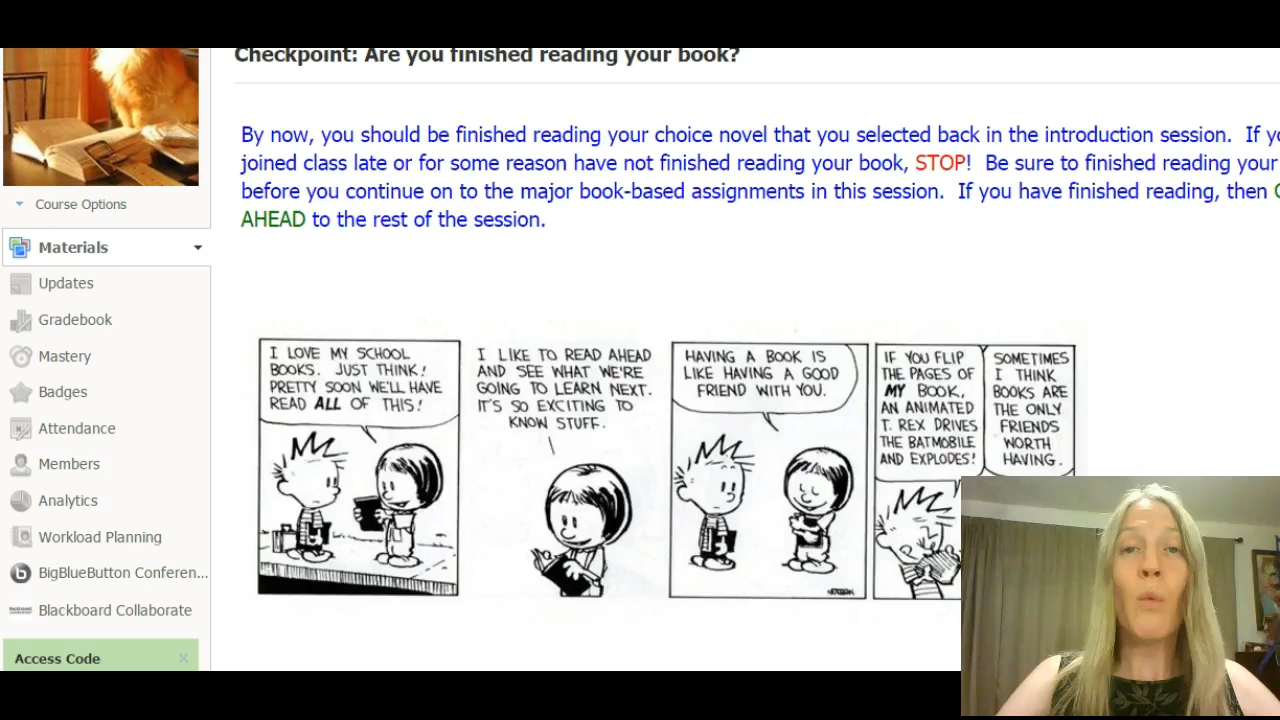 Checkpoint: Are you finished reading your book?
By now, you should be finished reading your choice novel that you selected back in the introduction session. If
joined class late or for some reason have not finished reading your book, STOP! Be sure to finished reading your
before you continue on to the major book-based assignments in this session. If you have finished reading, then
AHEAD to the rest of the session.
Course Options
Materials
Updates
Gradebook
Mastery
Badges
Attendance
Members
Analytics
Workload Planning
BigBlueButton Conferen...
Blackboard Collaborate
Access Code
I LOVE MY SCHOOL
BOOKS. JUST THINK!
PRETTY SOON WE'LL HAVE
READ ALL OF THIS!
I LIKE TO READ AHEAD
AND SEE WHAT WE'RE
GOING TO LEARN NEXT.
IT'S SO EXCITING TO
KNOW STUFF.
HAVING A BOOK IS
LIKE HAVING A GOOD
FRIEND WITH YOU.
IF YOU FLIP
THE PAGES OF
MY BOOK,
AN ANIMATED
T. REX DRIVES
THE BATMOBILE
AND EXPLODES!
SOMETIMES
I THINK
BOOKS ARE
THE ONLY
FRIENDS
WORTH
HAVING.